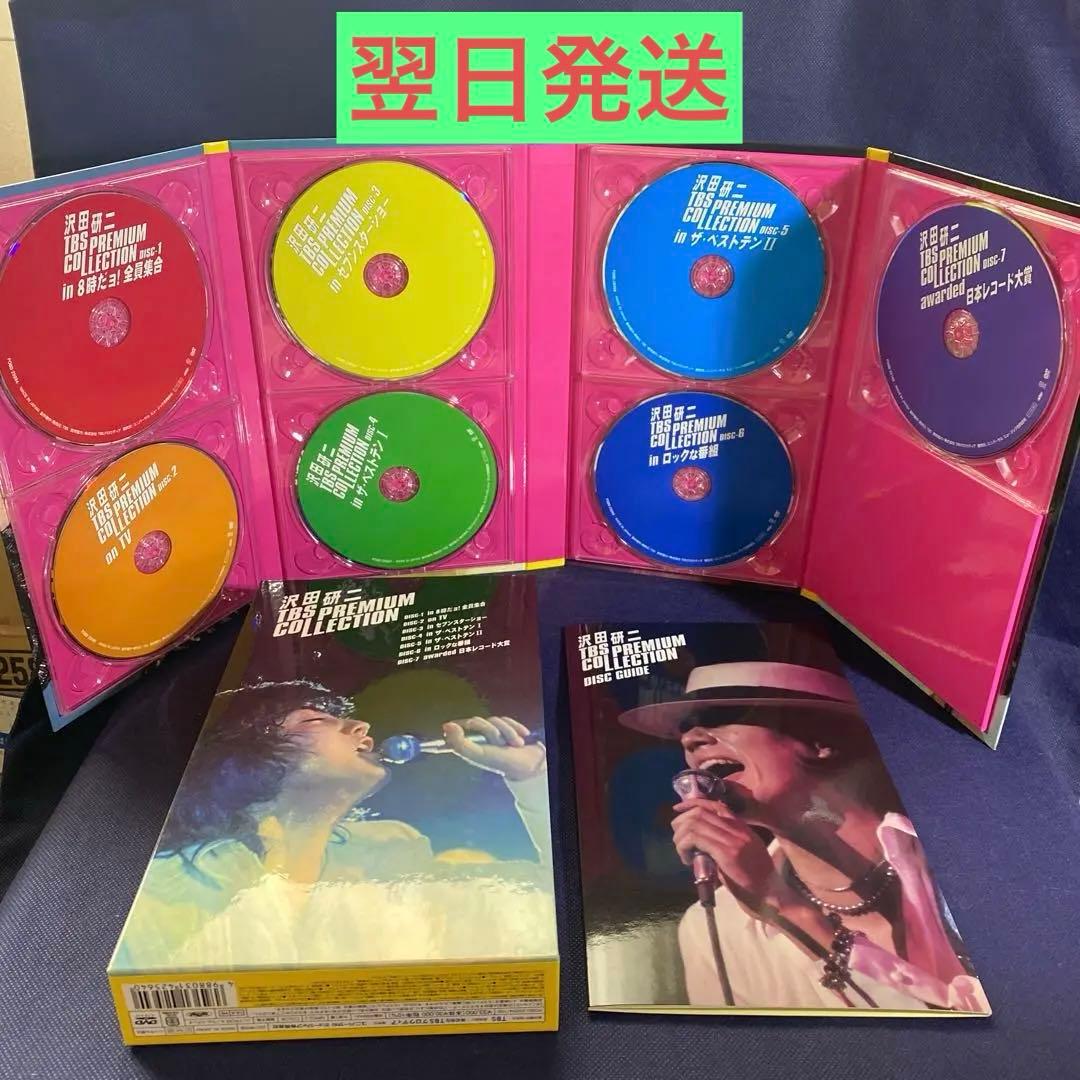 翌日発送
沢田研二
TBS PREMIUM
COLLECTION DISC-1
in 8時だョ!全員集合
沢田研二
TBS PREMIUM
COLLECTION DISC-2
on TV
沢田研二
TBS PREMIUM
COLLECTION DISC-3
in セブンスターショー
沢田研二
TBS PREMIUM
COLLECTION DISC-4
in ザ・ベストテン I
沢田研二
TBS PREMIUM
COLLECTION DISC-5
in ザ・ベストテン II
沢田研二
TBS PREMIUM
COLLECTION DISC-6
in ロックな番組
沢田研二
TBS PREMIUM
COLLECTION DISC-7
awarded 日本レコード大賞
沢田研二
TBS PREMIUM
COLLECTION
DISC-1 in 8時だョ!全員集合
DISC-2 on TV
DISC-3 in セブンスターショー
DISC-4 in ザ・ベストテン I
DISC-5 in ザ・ベストテン II
DISC-6 in ロックな番組
DISC-7 awarded 日本レコード大賞
沢田研二
TBS PREMIUM
COLLECTION
DISC GUIDE
4 988031 425640
DVD
TBS